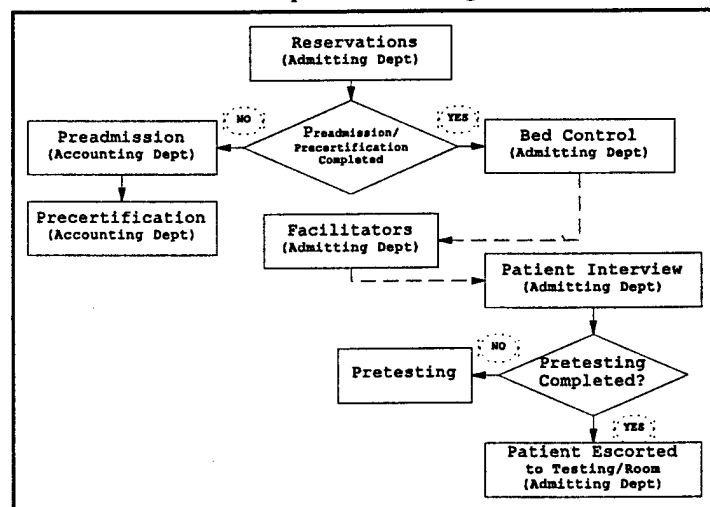 Reservations
(Admitting Dept)
NO
YES
Preadmission
(Accounting Dept)
Preadmission/
Precertification
Completed
Bed Control
(Admitting Dept)
Precertification
(Accounting Dept)
Facilitators
(Admitting Dept)
Patient Interview
(Admitting Dept)
NO
Pretesting
Pretesting
Completed?
YES
Patient Escorted
to Testing/Room
(Admitting Dept)